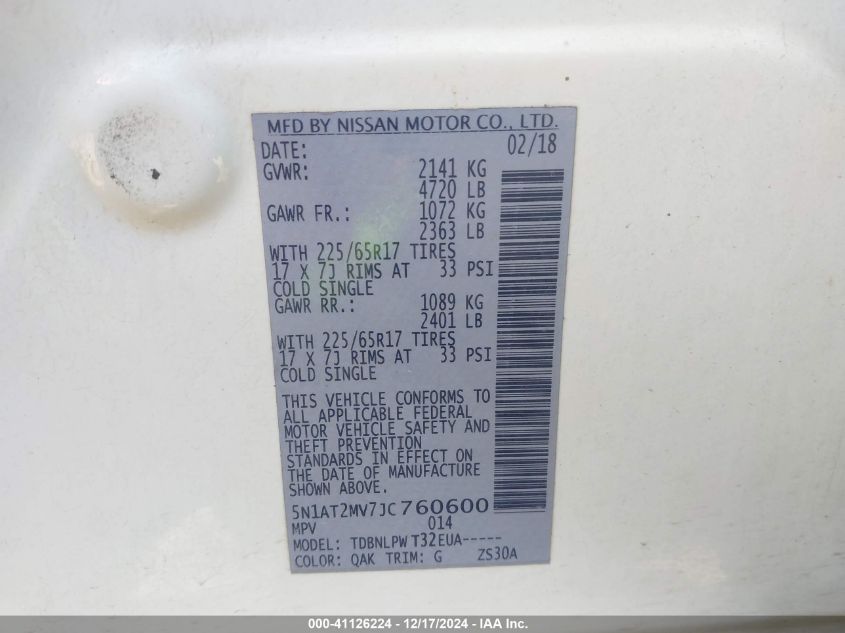 MFD BY NISSAN MOTOR CO., LTD.
DATE: 02/18
GVWR: 2141 KG
4720 LB
GAWR FR.: 1072 KG
2363 LB
WITH 225/65R17 TIRES
17 X 7J RIMS AT 33 PSI
COLD SINGLE
GAWR RR.: 1089 KG
2401 LB
WITH 225/65R17 TIRES
17 X 7J RIMS AT 33 PSI
COLD SINGLE
THIS VEHICLE CONFORMS TO
ALL APPLICABLE FEDERAL
MOTOR VEHICLE SAFETY AND
THEFT PREVENTION
STANDARDS IN EFFECT ON
THE DATE OF MANUFACTURE
SHOWN ABOVE.
5N1AT2MV7JC760600
MPV 014
MODEL: TDBNLPW T32EUA-----
COLOR: QAK TRIM: G ZS30A
000-41126224 - 12/17/2024 - IAA Inc.